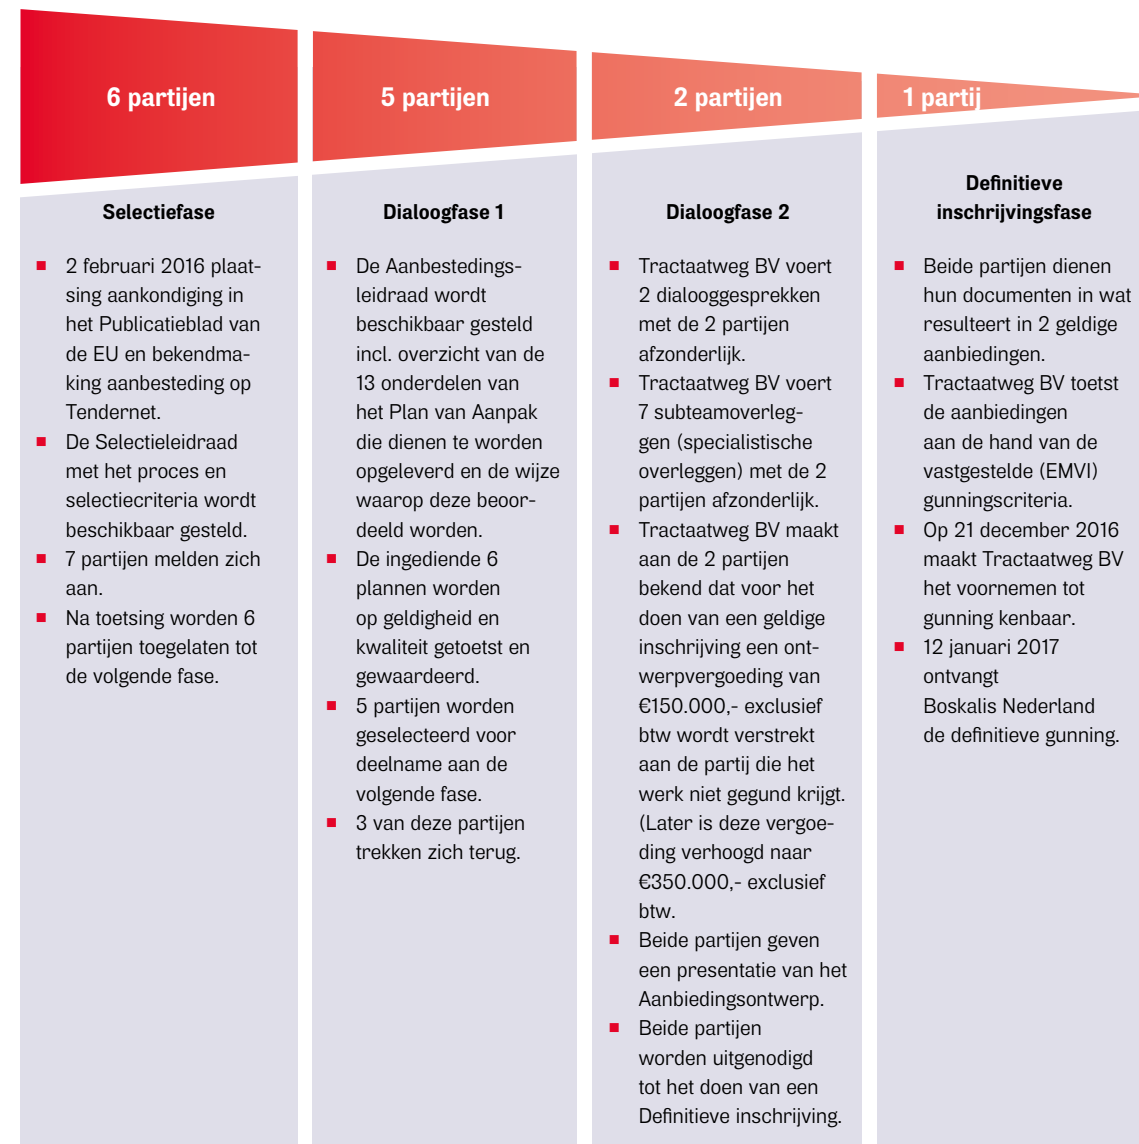 6 partijen
5 partijen
2 partijen
1 partij
Selectiefase
2 februari 2016 plaat-
sing aankondiging in
het Publicatieblad van
de EU en bekendma-
king aanbesteding op
Tendernet.
De Selectieleidraad
met het proces en
selectiecriteria wordt
beschikbaar gesteld.
7 partijen melden zich
aan.
Na toetsing worden 6
partijen toegelaten tot
de volgende fase.
Dialoogfase 1
De Aanbestedings-
leidraad wordt
beschikbaar gesteld
incl. overzicht van de
13 onderdelen van
het Plan van Aanpak
die dienen te worden
opgeleverd en de wijze
waarop deze beoor-
deeld worden.
De ingediende 6
plannen worden
op geldigheid en
kwaliteit getoetst en
gewaardeerd.
5 partijen worden
geselecteerd voor
deelname aan de
volgende fase.
3 van deze partijen
trekken zich terug.
Dialoogfase 2
Tractaatweg BV voert
2 dialooggesprekken
met de 2 partijen
afzonderlijk.
Tractaatweg BV voert
7 subteamoverleg-
gen (specialistische
overleggen) met de 2
partijen afzonderlijk.
Tractaatweg BV maakt
aan de 2 partijen
bekend dat voor het
doen van een geldige
inschrijving een ont-
werpvergoeding van
€150.000,- exclusief
btw wordt verstrekt
aan de partij die het
werk niet gegund krijgt.
(Later is deze vergoe-
ding verhoogd naar
€350.000,- exclusief
btw.
Beide partijen geven
een presentatie van het
Aanbiedingsontwerp.
Beide partijen
worden uitgenodigd
tot het doen van een
Definitieve inschrijving.
Definitieve
inschrijvingsfase
Beide partijen dienen
hun documenten in wat
resulteert in 2 geldige
aanbiedingen.
Tractaatweg BV toetst
de aanbiedingen
aan de hand van de
vastgestelde (EMVI)
gunningscriteria.
Op 21 december 2016
maakt Tractaatweg BV
het voornemen tot
gunning kenbaar.
12 januari 2017
ontvangt
Boskalis Nederland
de definitieve gunning.